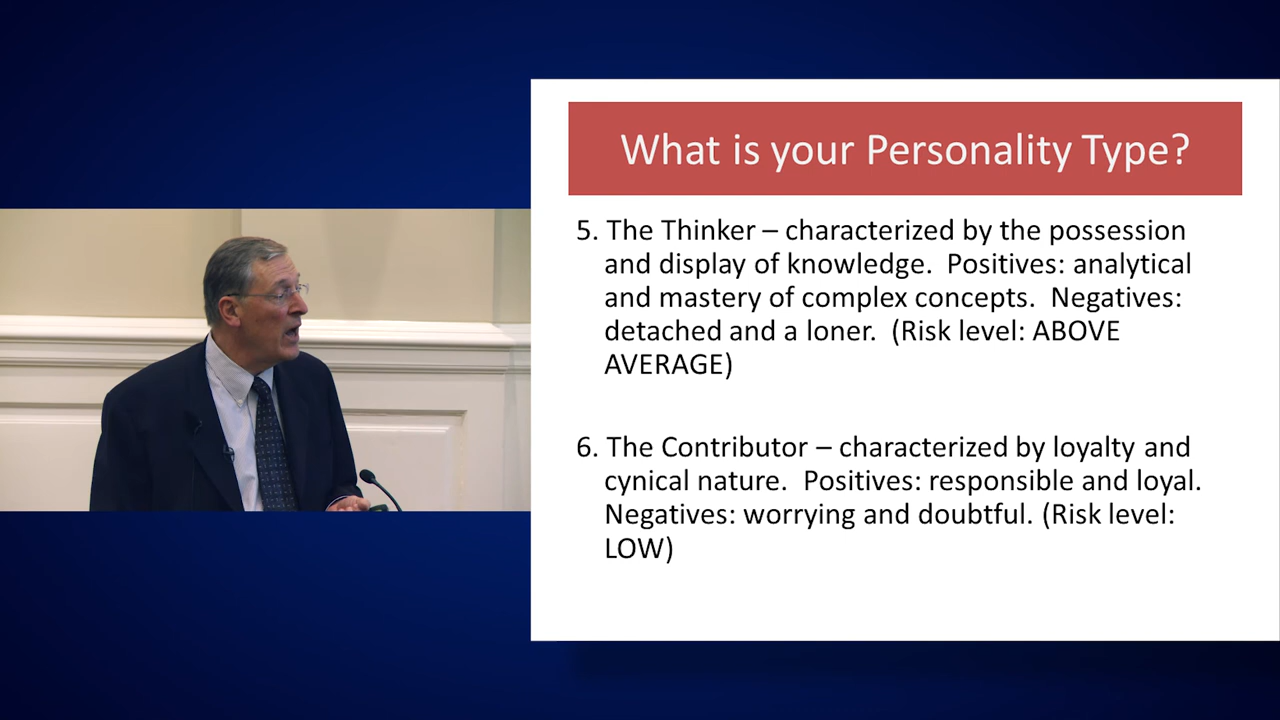 What is your Personality Type?
5. The Thinker – characterized by the possession
and display of knowledge.  Positives: analytical
and mastery of complex concepts.  Negatives:
detached and a loner.  (Risk level: ABOVE
AVERAGE)
6. The Contributor – characterized by loyalty and
cynical nature.  Positives: responsible and loyal.
Negatives: worrying and doubtful. (Risk level:
LOW)